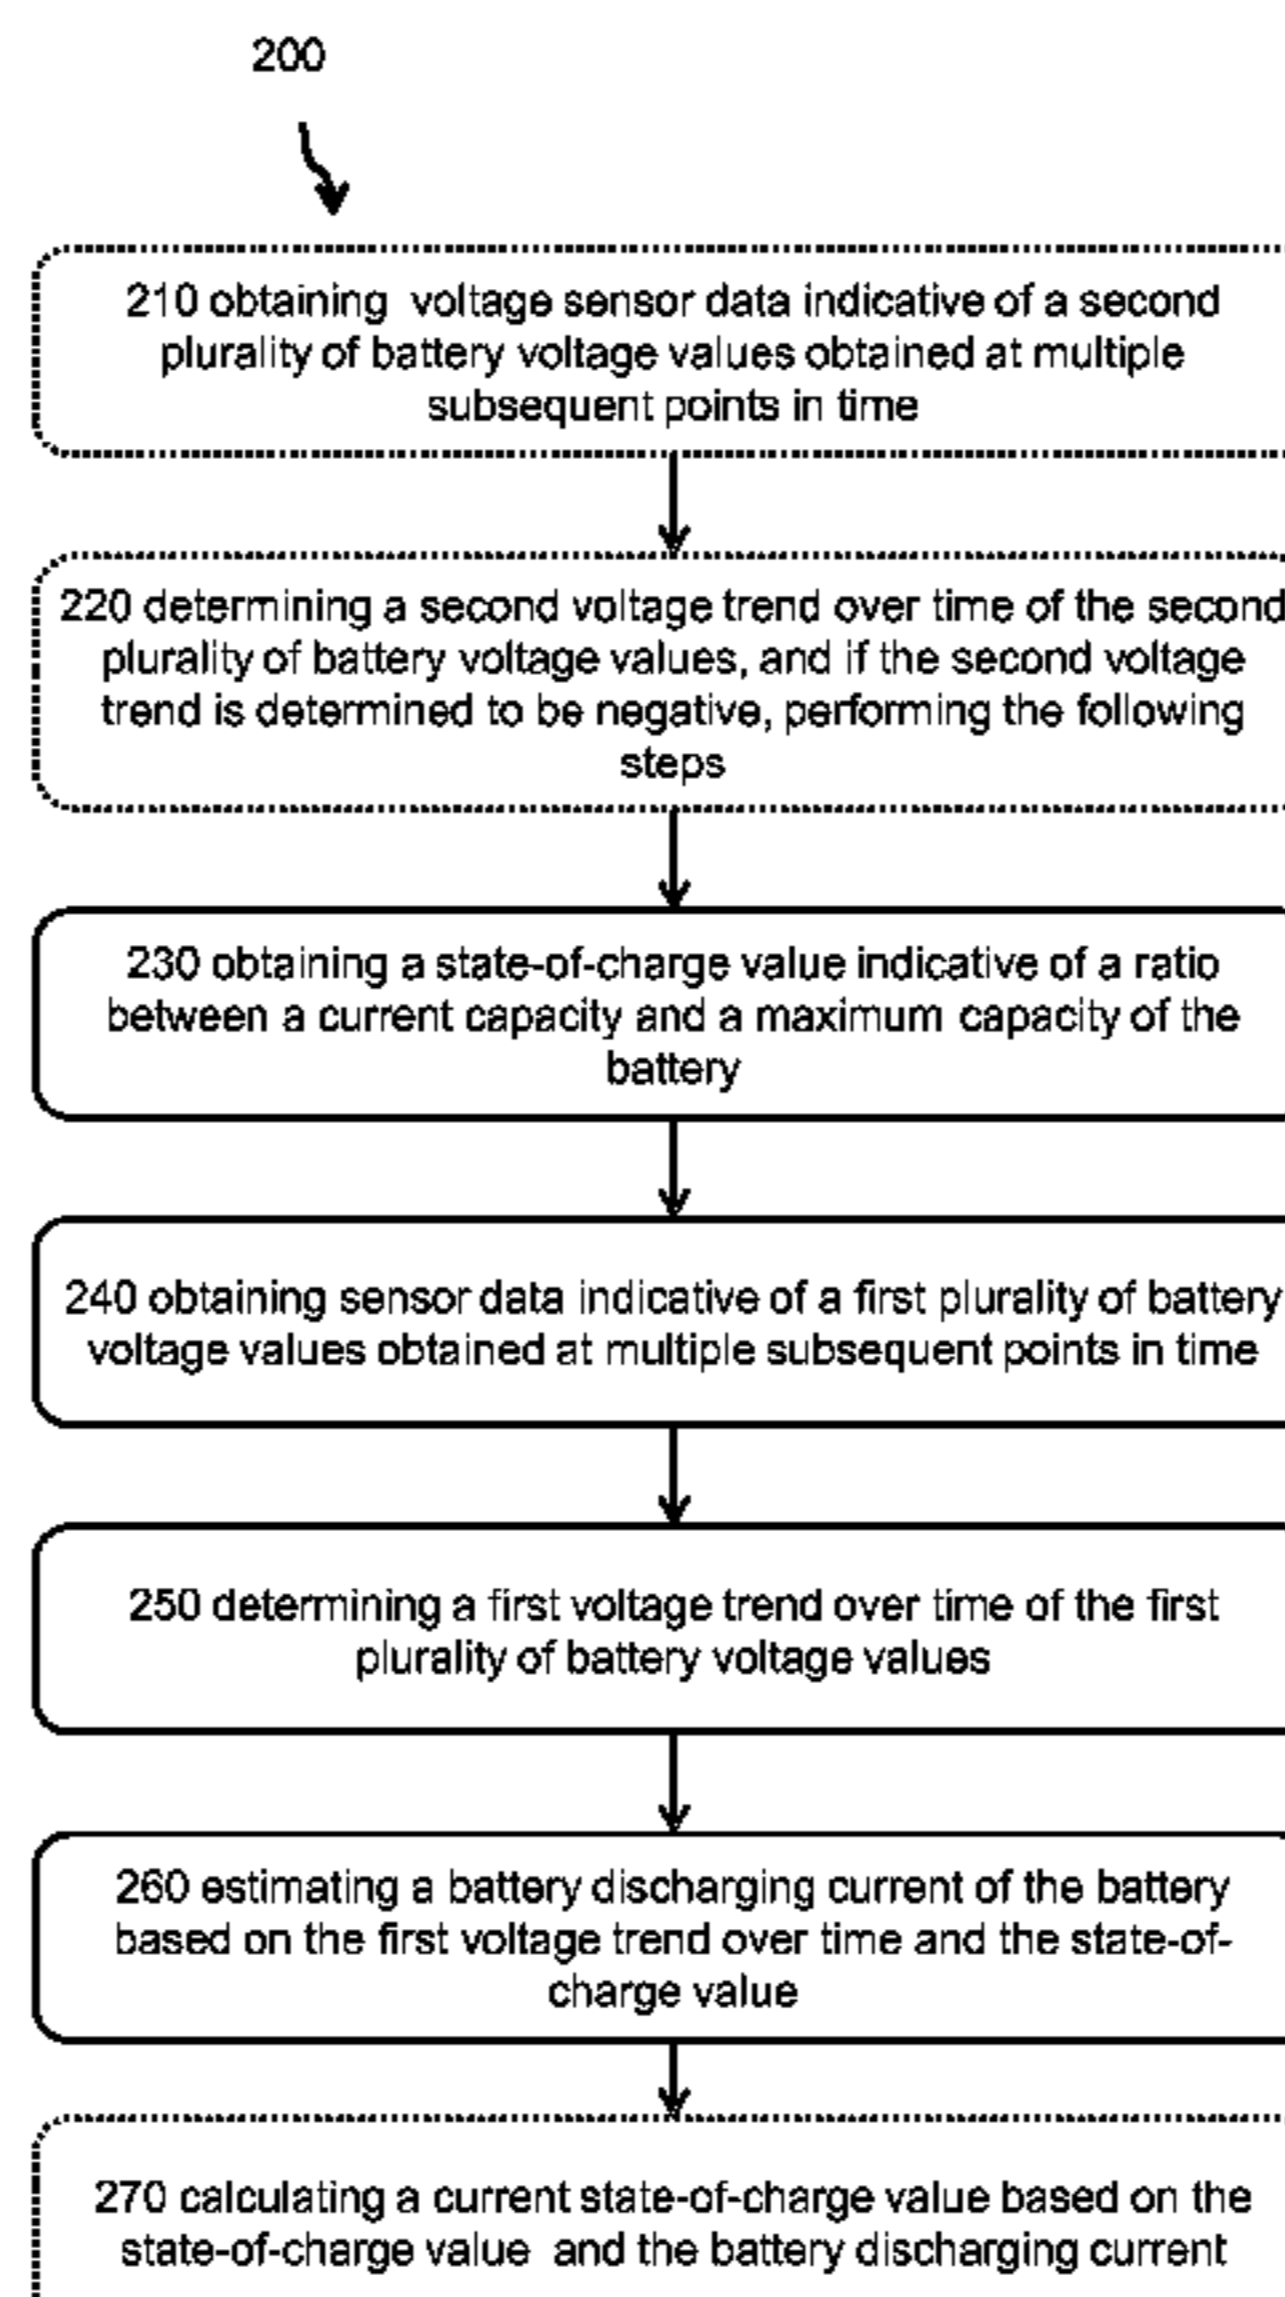 200
210 obtaining voltage sensor data indicative of a second
plurality of battery voltage values obtained at multiple
subsequent points in time
220 determining a second voltage trend over time of the second
plurality of battery voltage values, and if the second voltage
trend is determined to be negative, performing the following
steps
230 obtaining a state-of-charge value indicative of a ratio
between a current capacity and a maximum capacity of the
battery
240 obtaining sensor data indicative of a first plurality of battery
voltage values obtained at multiple subsequent points in time
250 determining a first voltage trend over time of the first
plurality of battery voltage values
260 estimating a battery discharging current of the battery
based on the first voltage trend over time and the state-of-
charge value
270 calculating a current state-of-charge value based on the
state-of-charge value and the battery discharging current